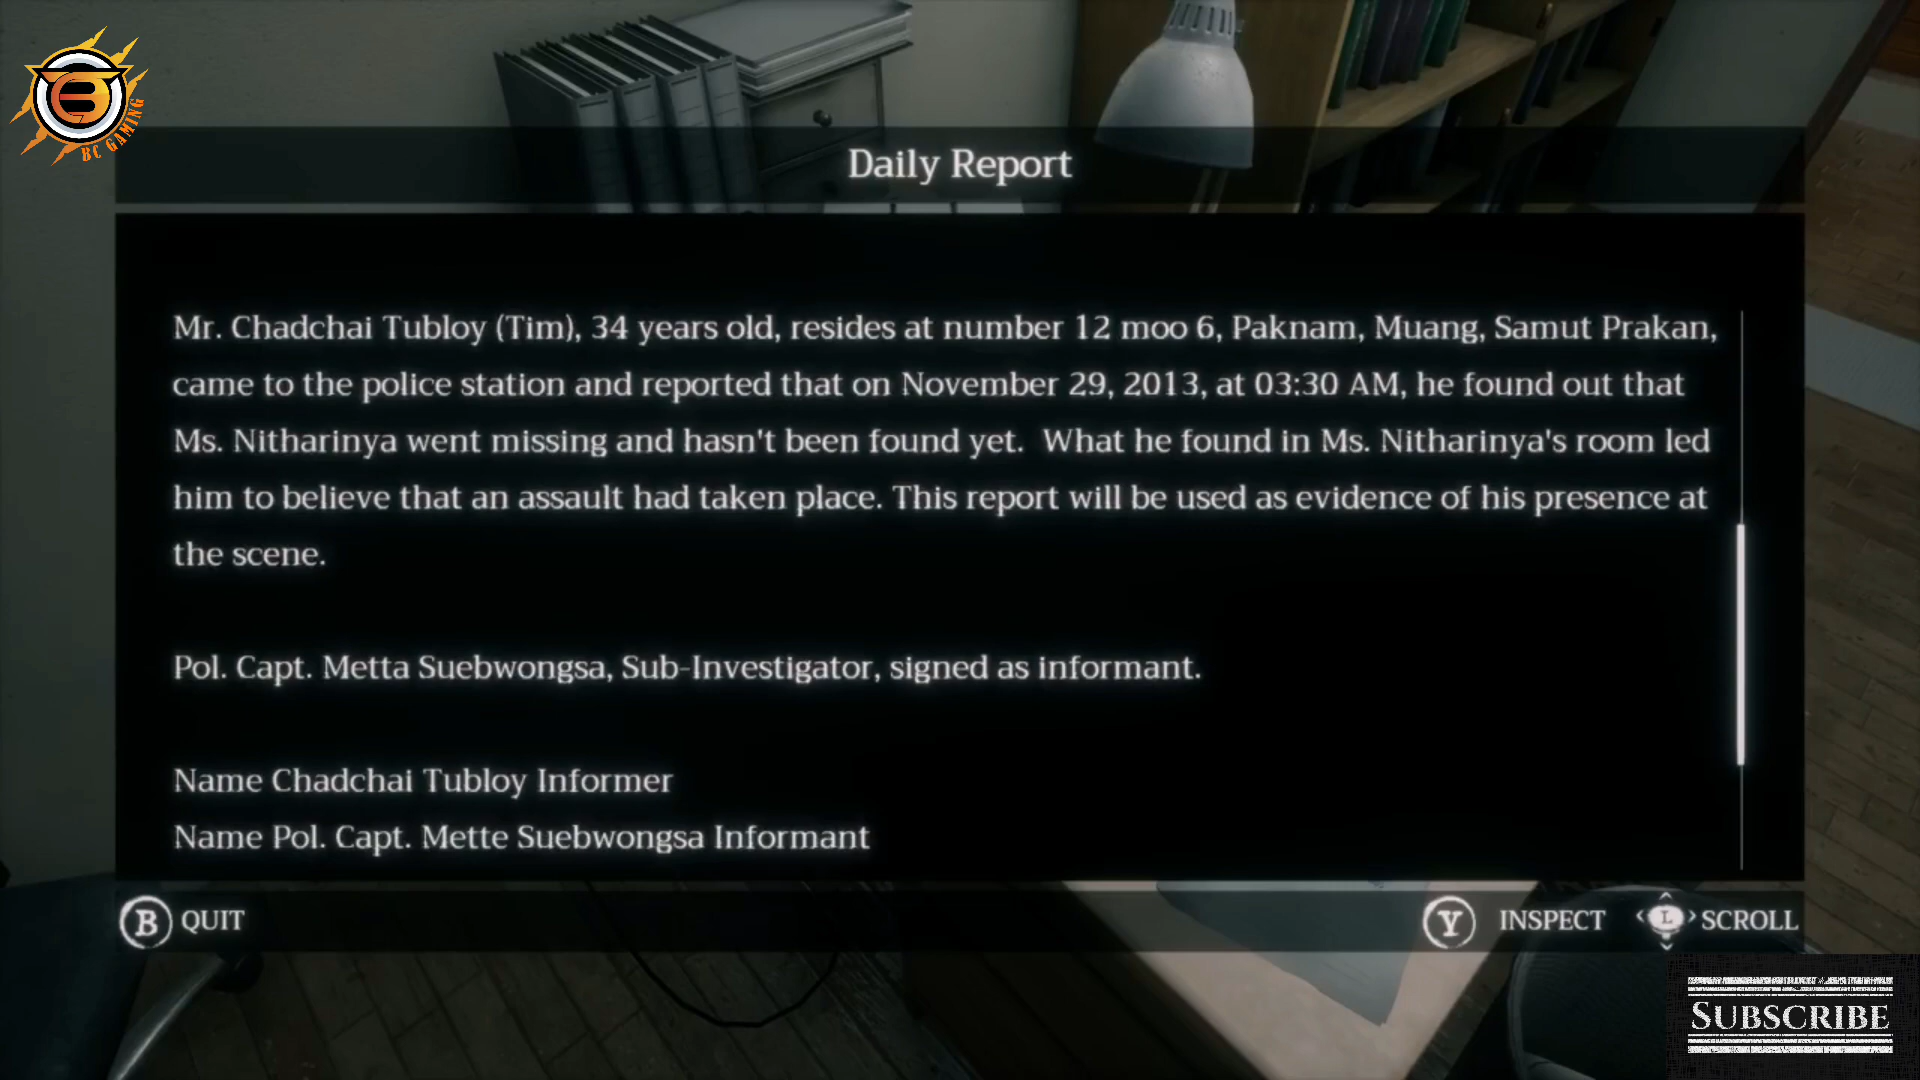 BC GAMING
Daily Report
Mr. Chadchai Tubloy (Tim), 34 years old, resides at number 12 moo 6, Paknam, Muang, Samut Prakan,
came to the police station and reported that on November 29, 2013, at 03:30 AM, he found out that
Ms. Nitharinya went missing and hasn't been found yet.  What he found in Ms. Nitharinya's room led
him to believe that an assault had taken place. This report will be used as evidence of his presence at
the scene.
Pol. Capt. Metta Suebwongsa, Sub-Investigator, signed as informant.
Name Chadchai Tubloy Informer
Name Pol. Capt. Mette Suebwongsa Informant
B QUIT
Y INSPECT L SCROLL
SUBSCRIBE